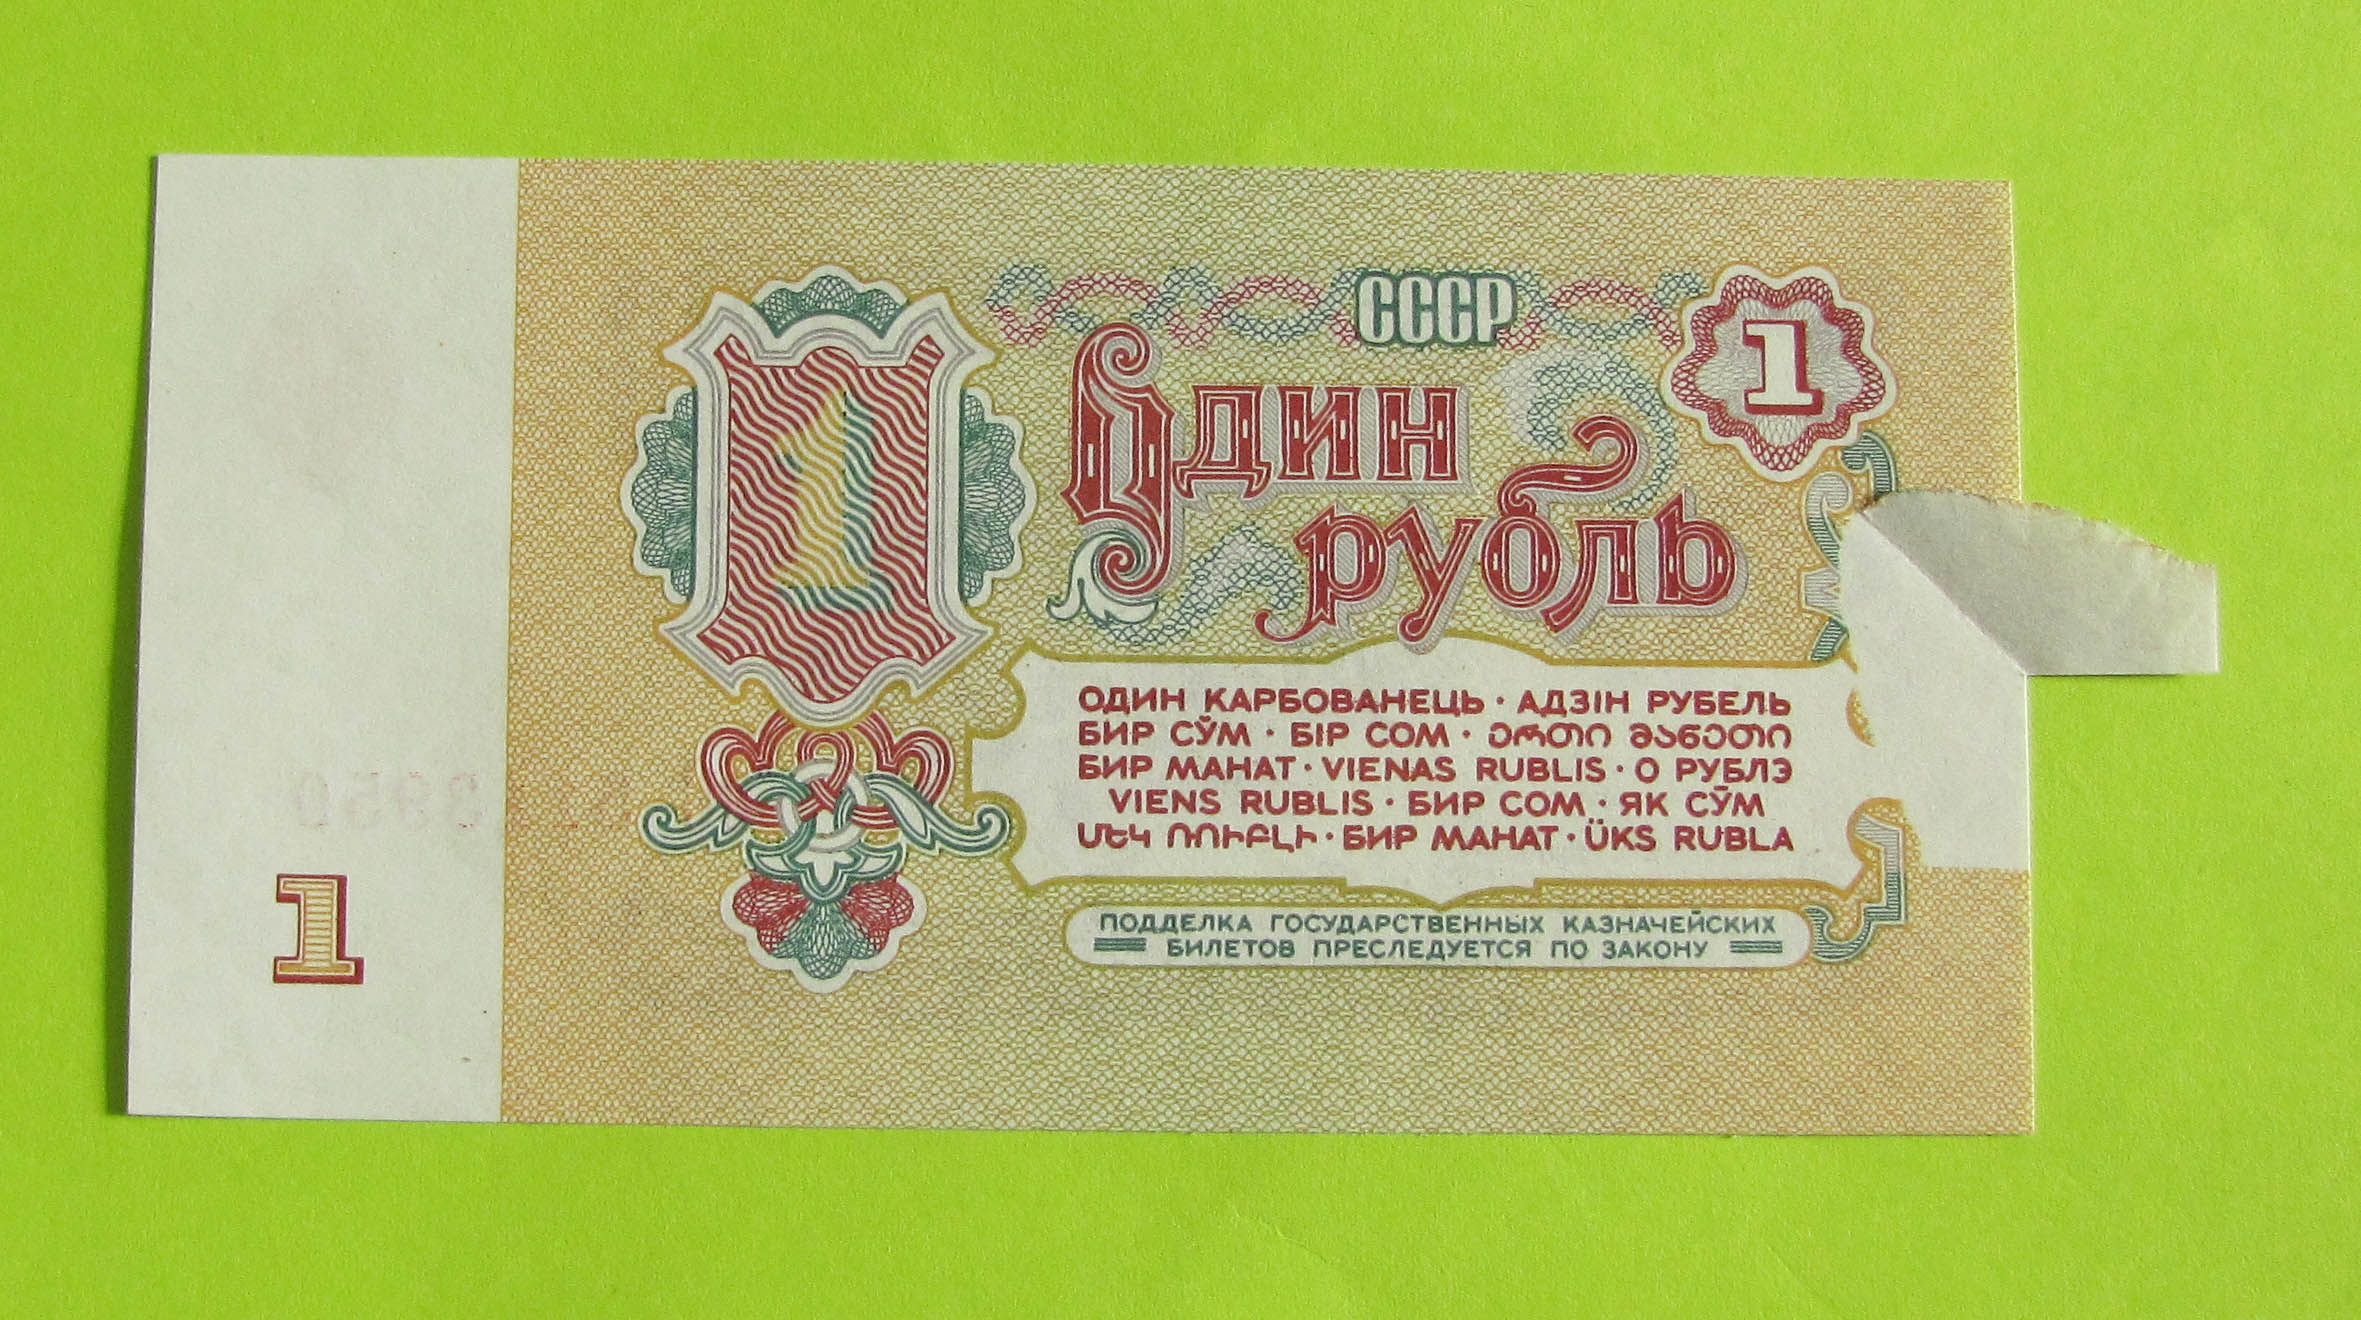 СССР
1
1
Один
рубль
ОДИН КАРБОВАНЕЦЬ · АДЗІН РУБЕЛЬ
БИР СЎМ · БІР СОМ · ᲔᲠᲗᲘ ᲛᲐᲜᲔᲗᲘ
БИР МАНАТ · VIENAS RUBLIS · О РУБЛЭ
VIENS RUBLIS · БИР СОМ · ЯК СӮМ
ՄԵԿ ՌՈՒԲԼԻ · БИР МАНАТ · ÜKS RUBLA
1
ПОДДЕЛКА ГОСУДАРСТВЕННЫХ КАЗНАЧЕЙСКИХ
БИЛЕТОВ ПРЕСЛЕДУЕТСЯ ПО ЗАКОНУ